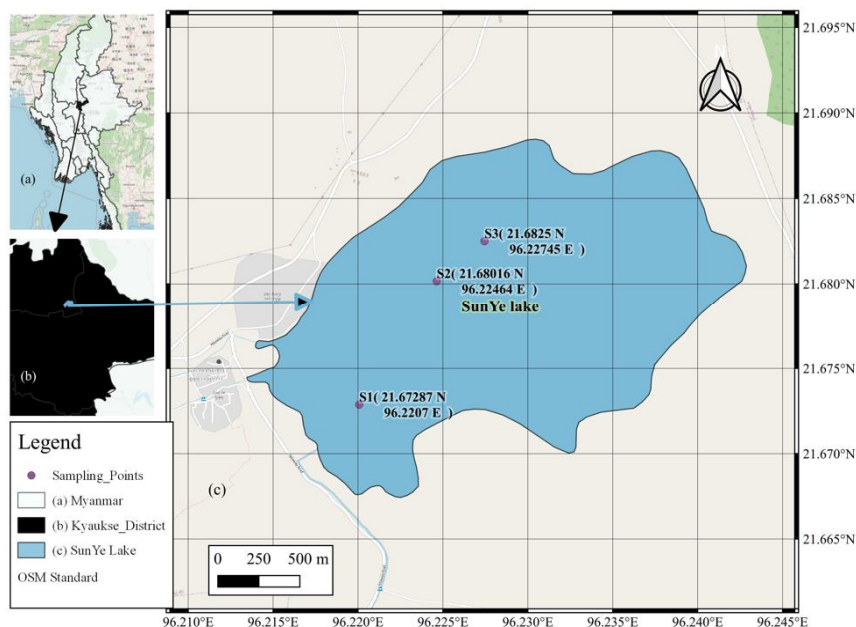 (a)
(b)
Legend
Sampling_Points
(a) Myanmar
(b) Kyaukse_District
(c) SunYe Lake
OSM Standard
N
S3( 21.6825 N
96.22745 E )
S2( 21.68016 N
96.22464 E )
SunYe lake
S1( 21.67287 N
96.2207 E )
(c)
0 250 500 m
21.695°N
21.690°N
21.685°N
21.680°N
21.675°N
21.670°N
21.665°N
96.210°E 96.215°E 96.220°E 96.225°E 96.230°E 96.235°E 96.240°E 96.245°E